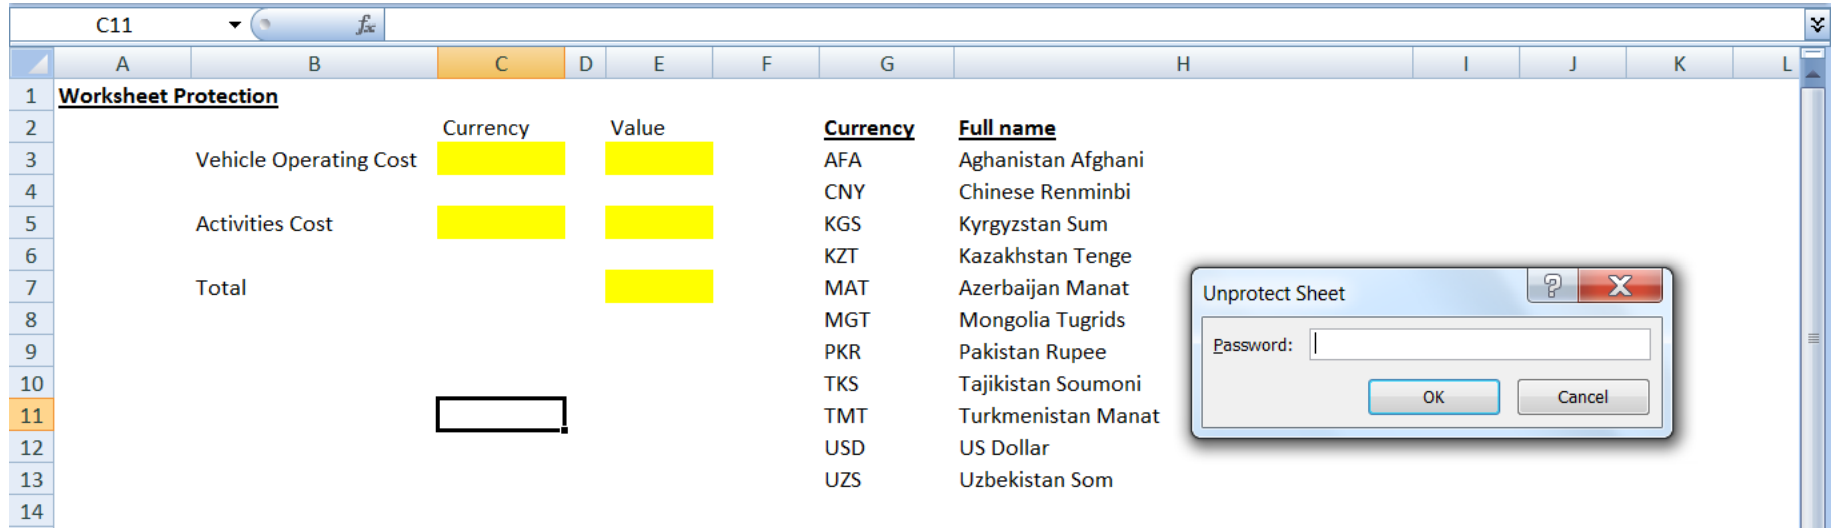 C11 fx
A B C D E F G H I J K L
1 Worksheet Protection
2 Currency Value Currency Full name
3 Vehicle Operating Cost AFA Aghanistan Afghani
4 CNY Chinese Renminbi
5 Activities Cost KGS Kyrgyzstan Sum
6 KZT Kazakhstan Tenge
7 Total MAT Azerbaijan Manat
8 MGT Mongolia Tugrids
9 PKR Pakistan Rupee
10 TKS Tajikistan Soumoni
11 TMT Turkmenistan Manat
12 USD US Dollar
13 UZS Uzbekistan Som
14
Unprotect Sheet ? X
Password:
OK Cancel